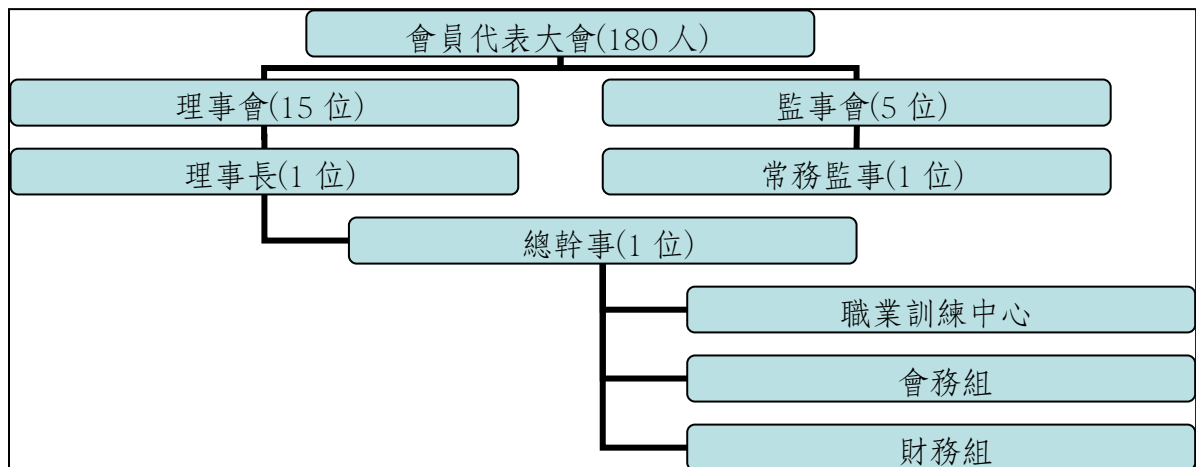 會員代表大會(180 人)
理事會(15 位)
監事會(5 位)
理事長(1 位)
常務監事(1 位)
總幹事(1 位)
職業訓練中心
會務組
財務組